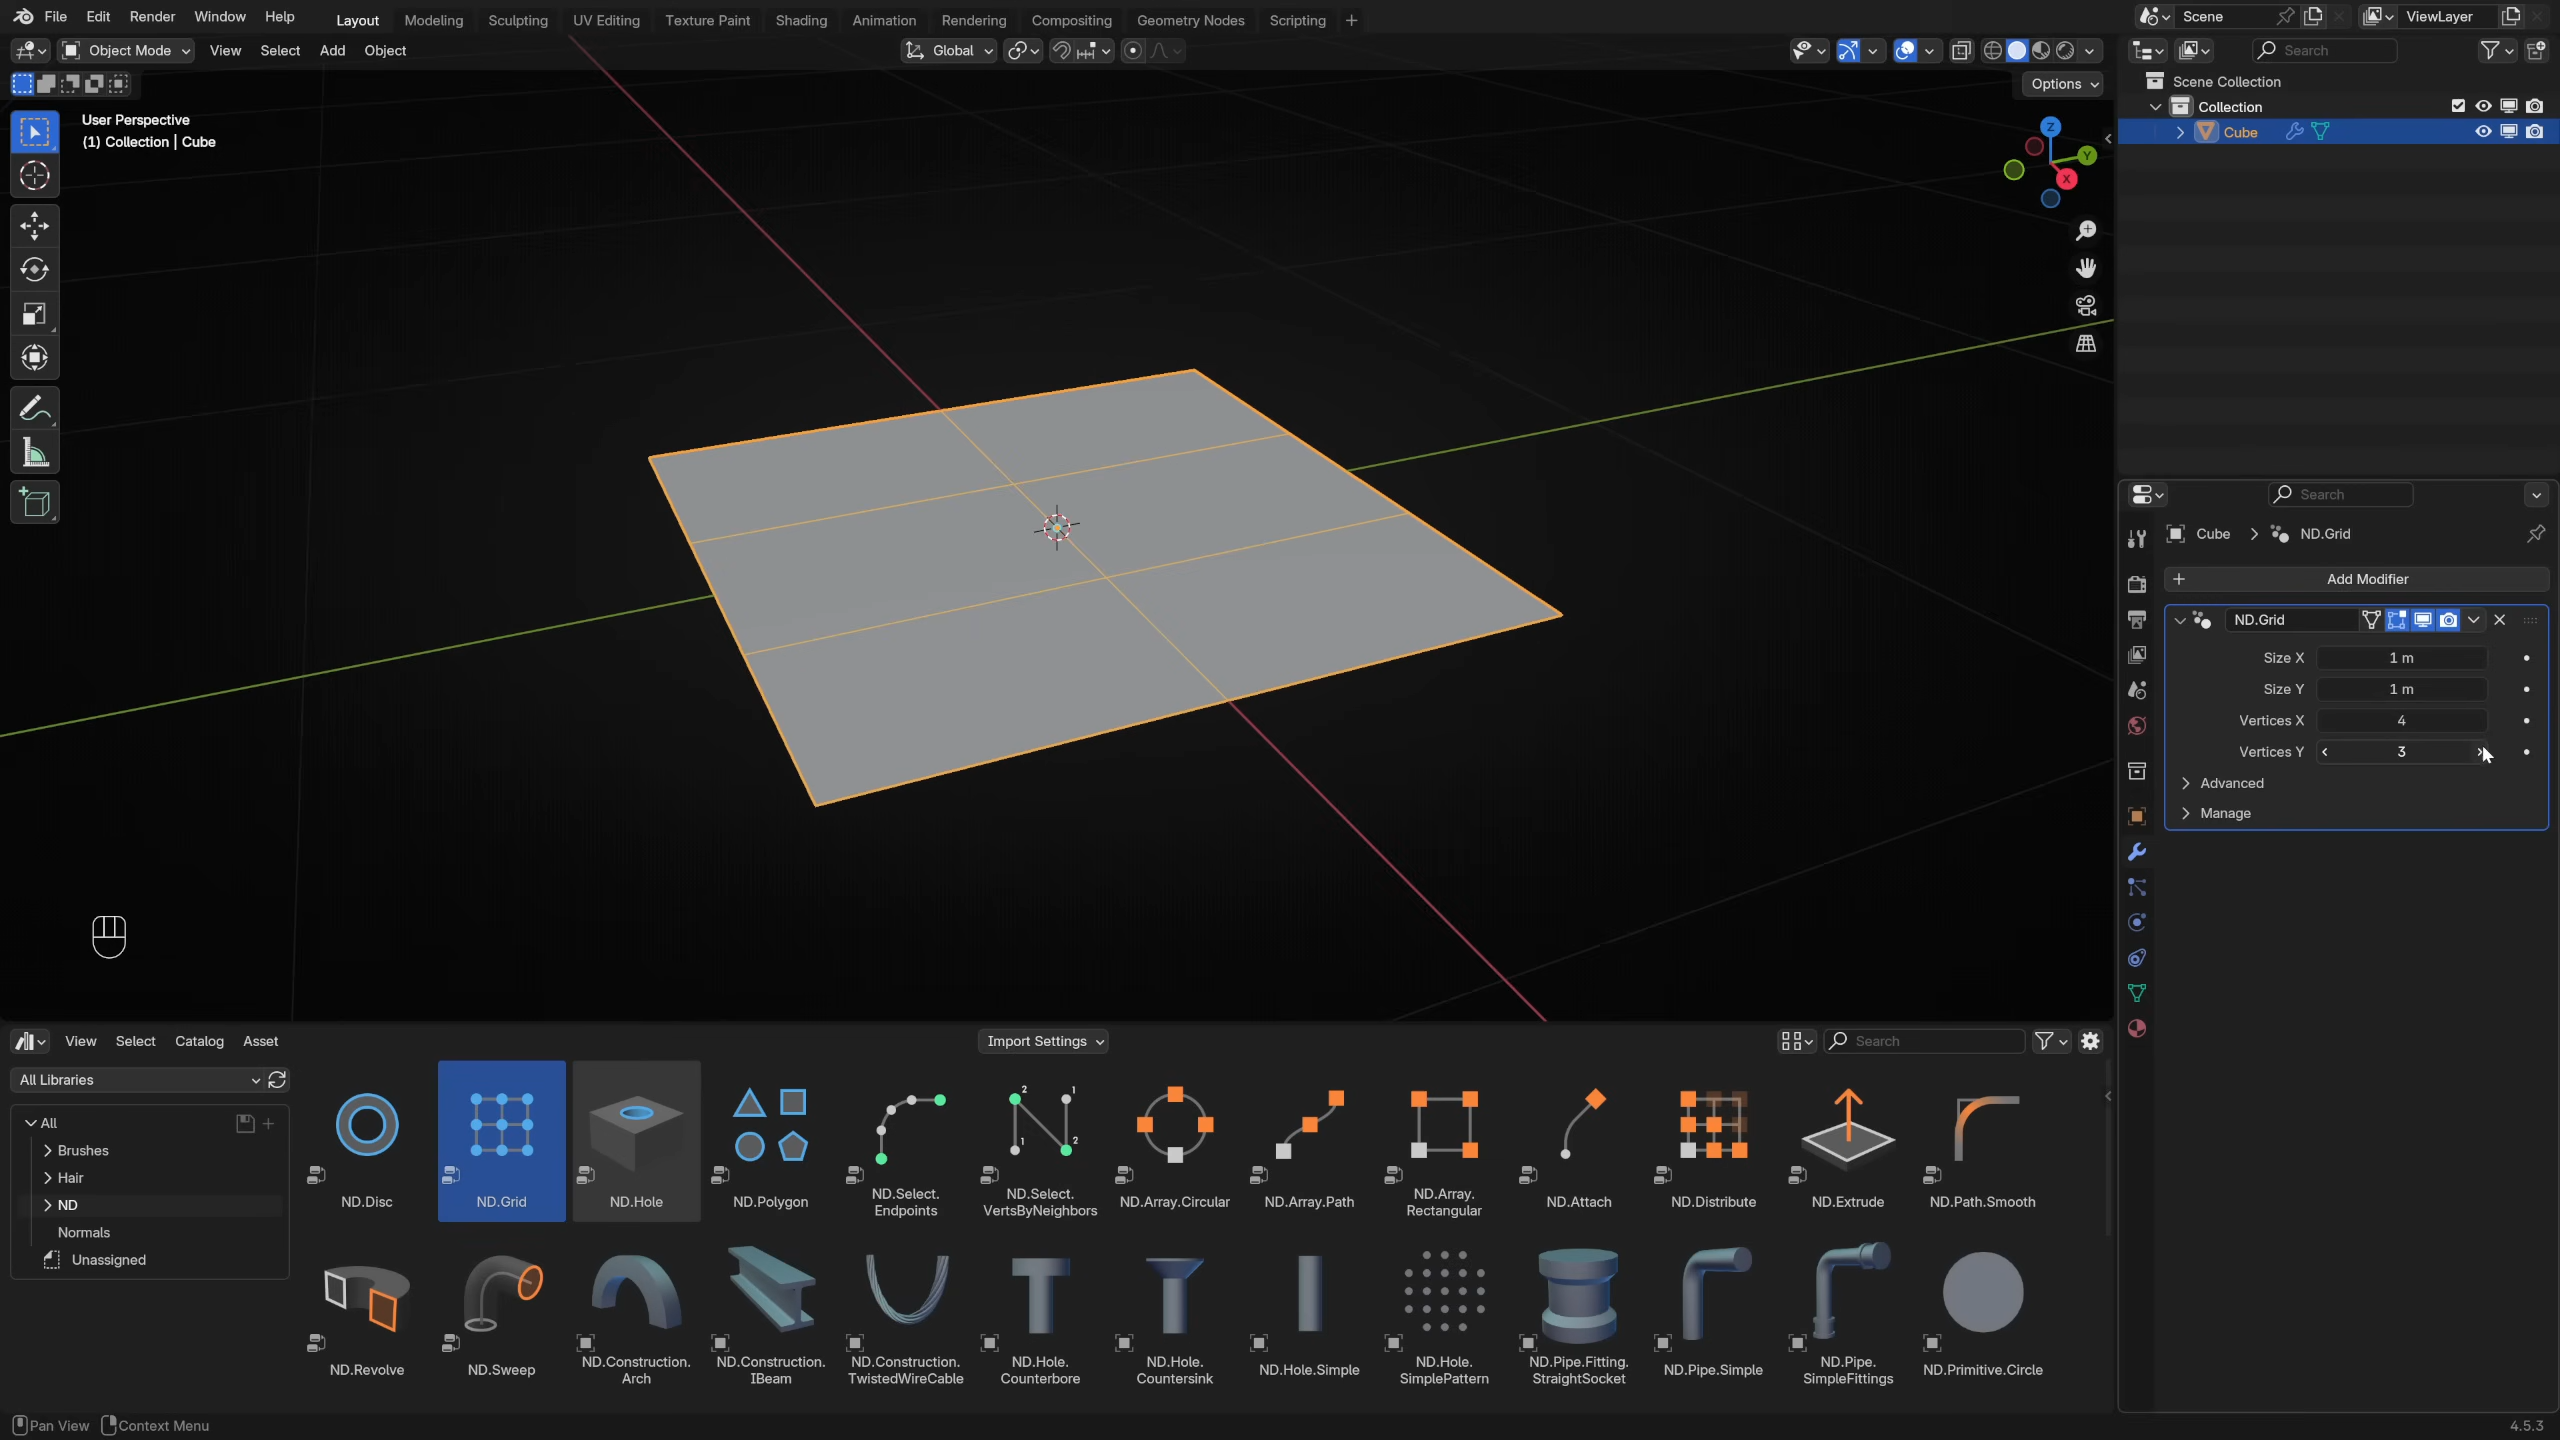 File Edit Render Window Help Layout Modeling Sculpting UV Editing Texture Paint Shading Animation Rendering Compositing Geometry Nodes Scripting + Scene ViewLayer
Object Mode View Select Add Object Global Search
Options
User Perspective
(1) Collection | Cube
Scene Collection
Collection
Cube
Z
Y
X
Search
Cube ND.Grid
+ Add Modifier
ND.Grid
Size X 1 m
Size Y 1 m
Vertices X 4
Vertices Y 3
Advanced
Manage
View Select Catalog Asset Import Settings Search
All Libraries
All
Brushes
Hair
ND
Normals
Unassigned
2 1
1 2
ND.Disc
ND.Grid
ND.Hole
ND.Polygon
ND.Select.
Endpoints
ND.Select.
VertsByNeighbors
ND.Array.Circular
ND.Array.Path
ND.Array.
Rectangular
ND.Attach
ND.Distribute
ND.Extrude
ND.Path.Smooth
ND.Revolve
ND.Sweep
ND.Construction.
Arch
ND.Construction.
IBeam
ND.Construction.
TwistedWireCable
ND.Hole.
Counterbore
ND.Hole.
Countersink
ND.Hole.Simple
ND.Hole.
SimplePattern
ND.Pipe.Fitting.
StraightSocket
ND.Pipe.Simple
ND.Pipe.
SimpleFittings
ND.Primitive.Circle
Pan View Context Menu 4.5.3